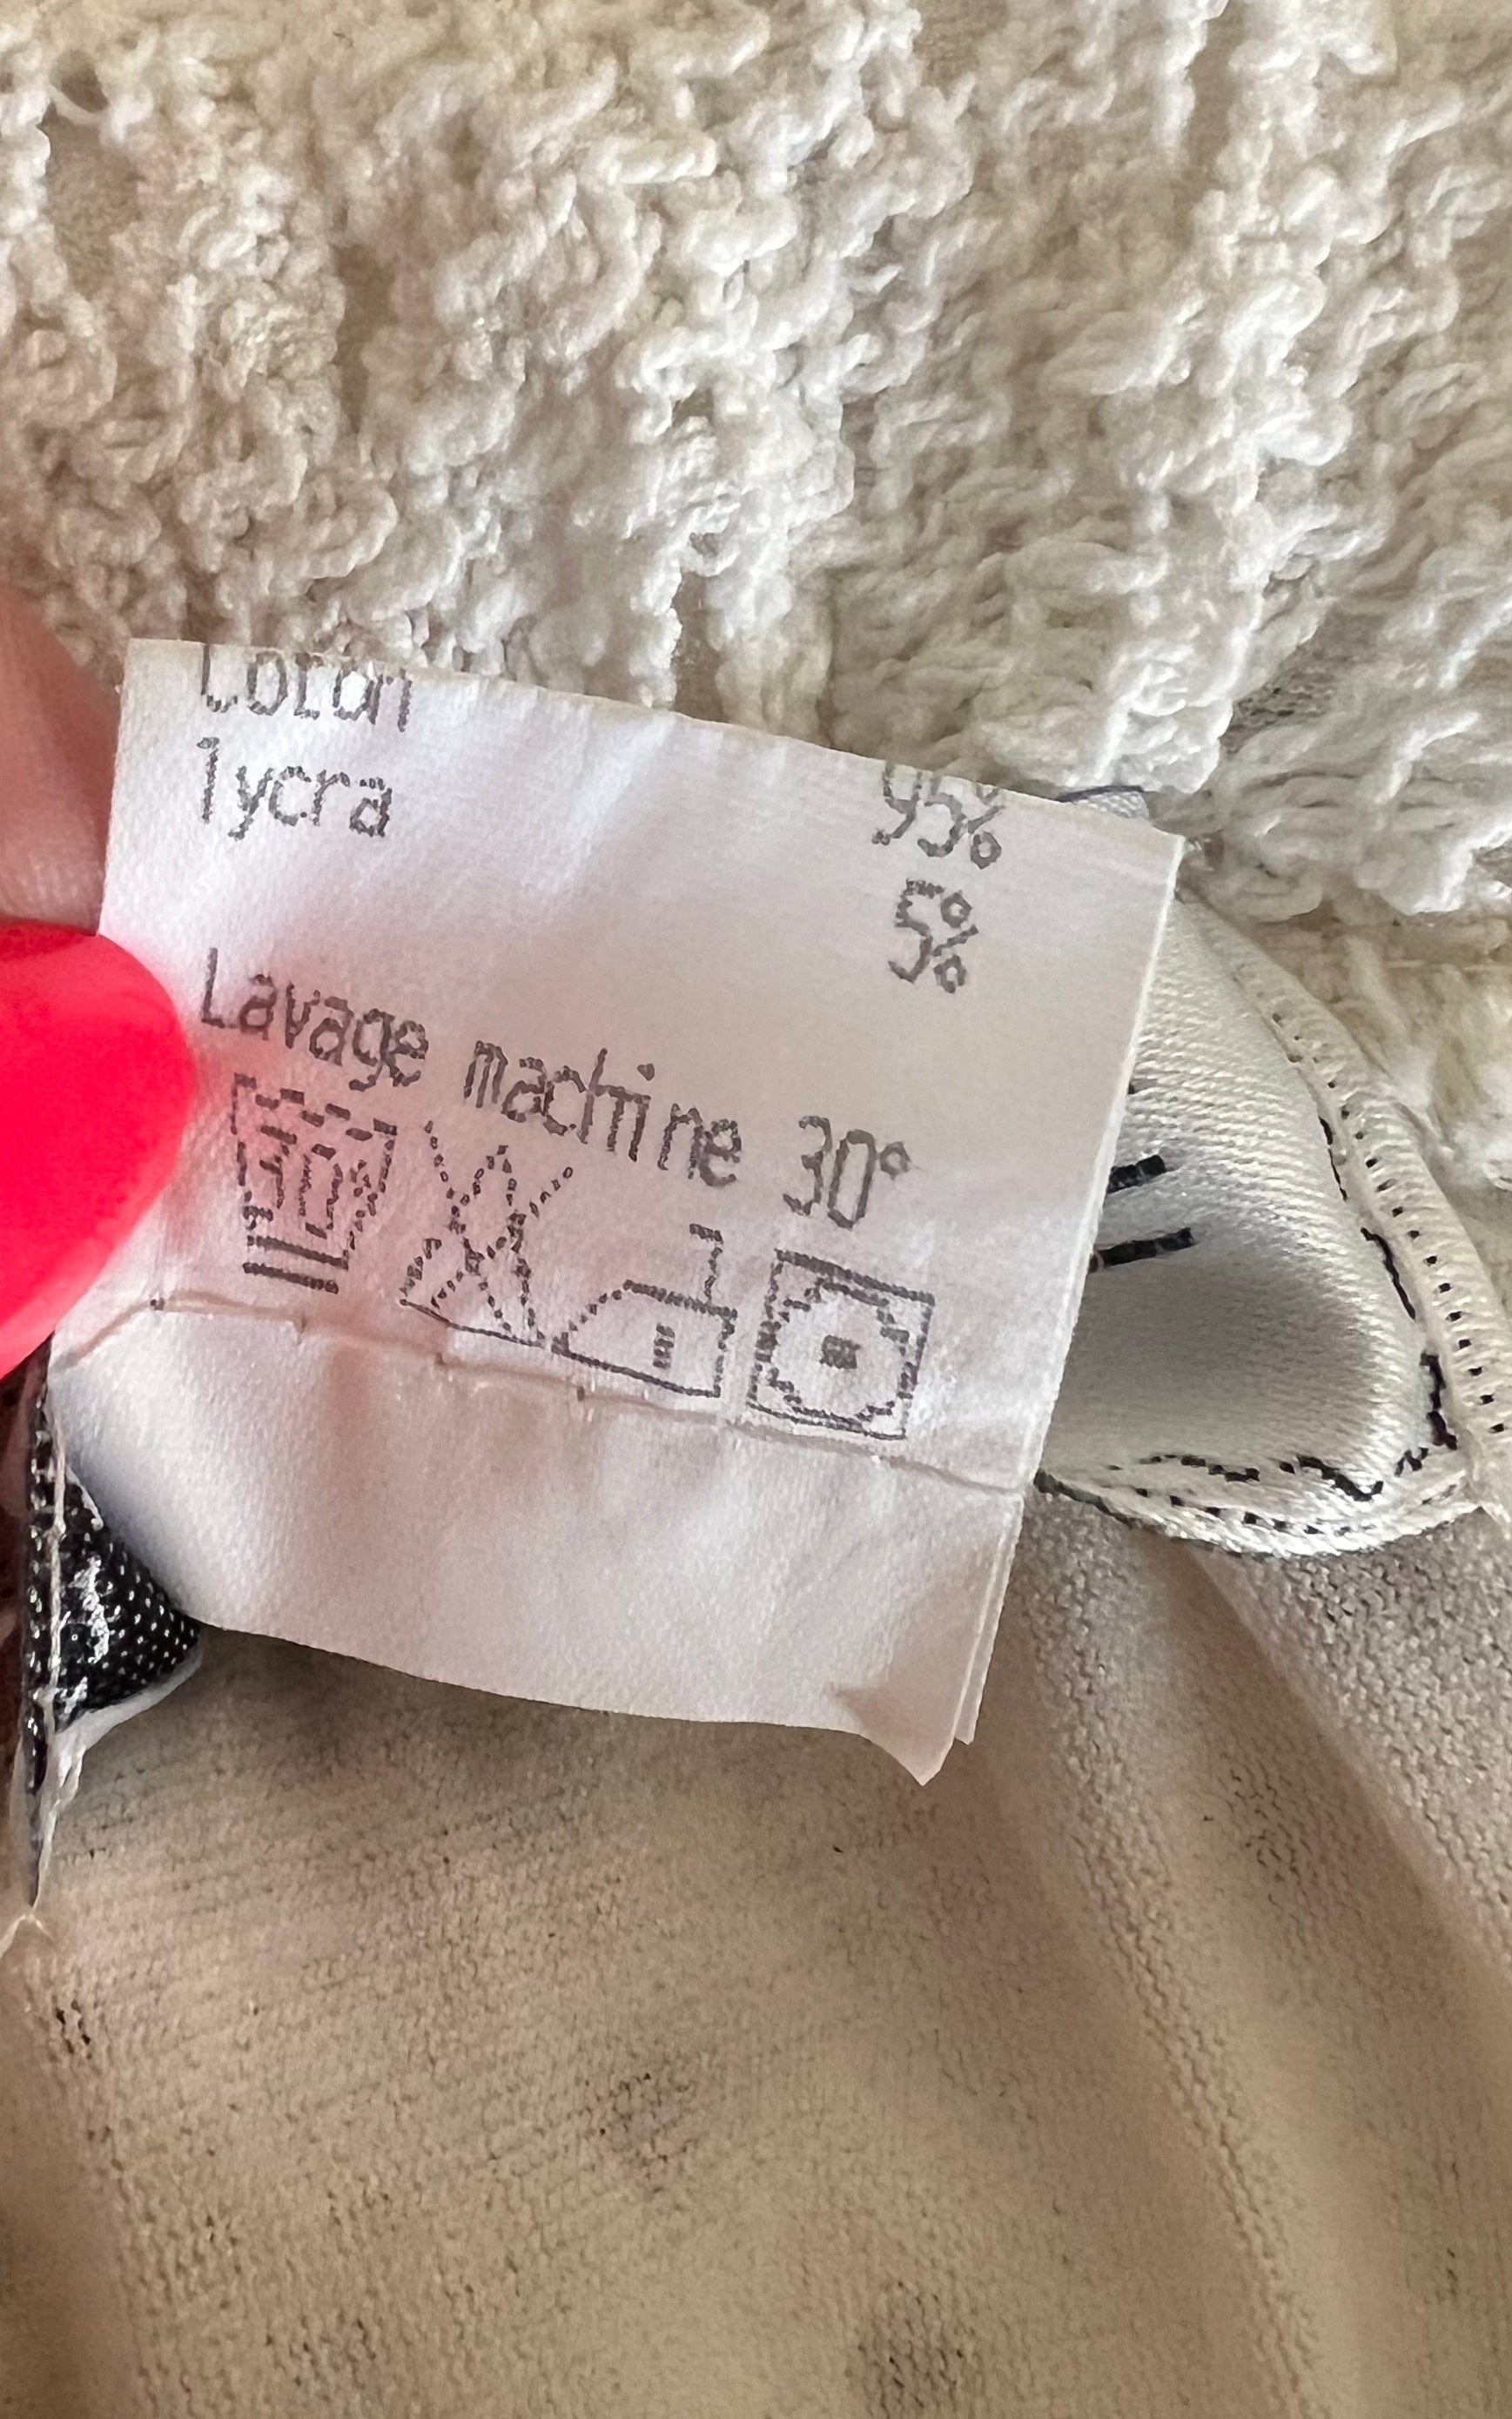 Coton 95%
lycra 5%
Lavage machine 30°
30